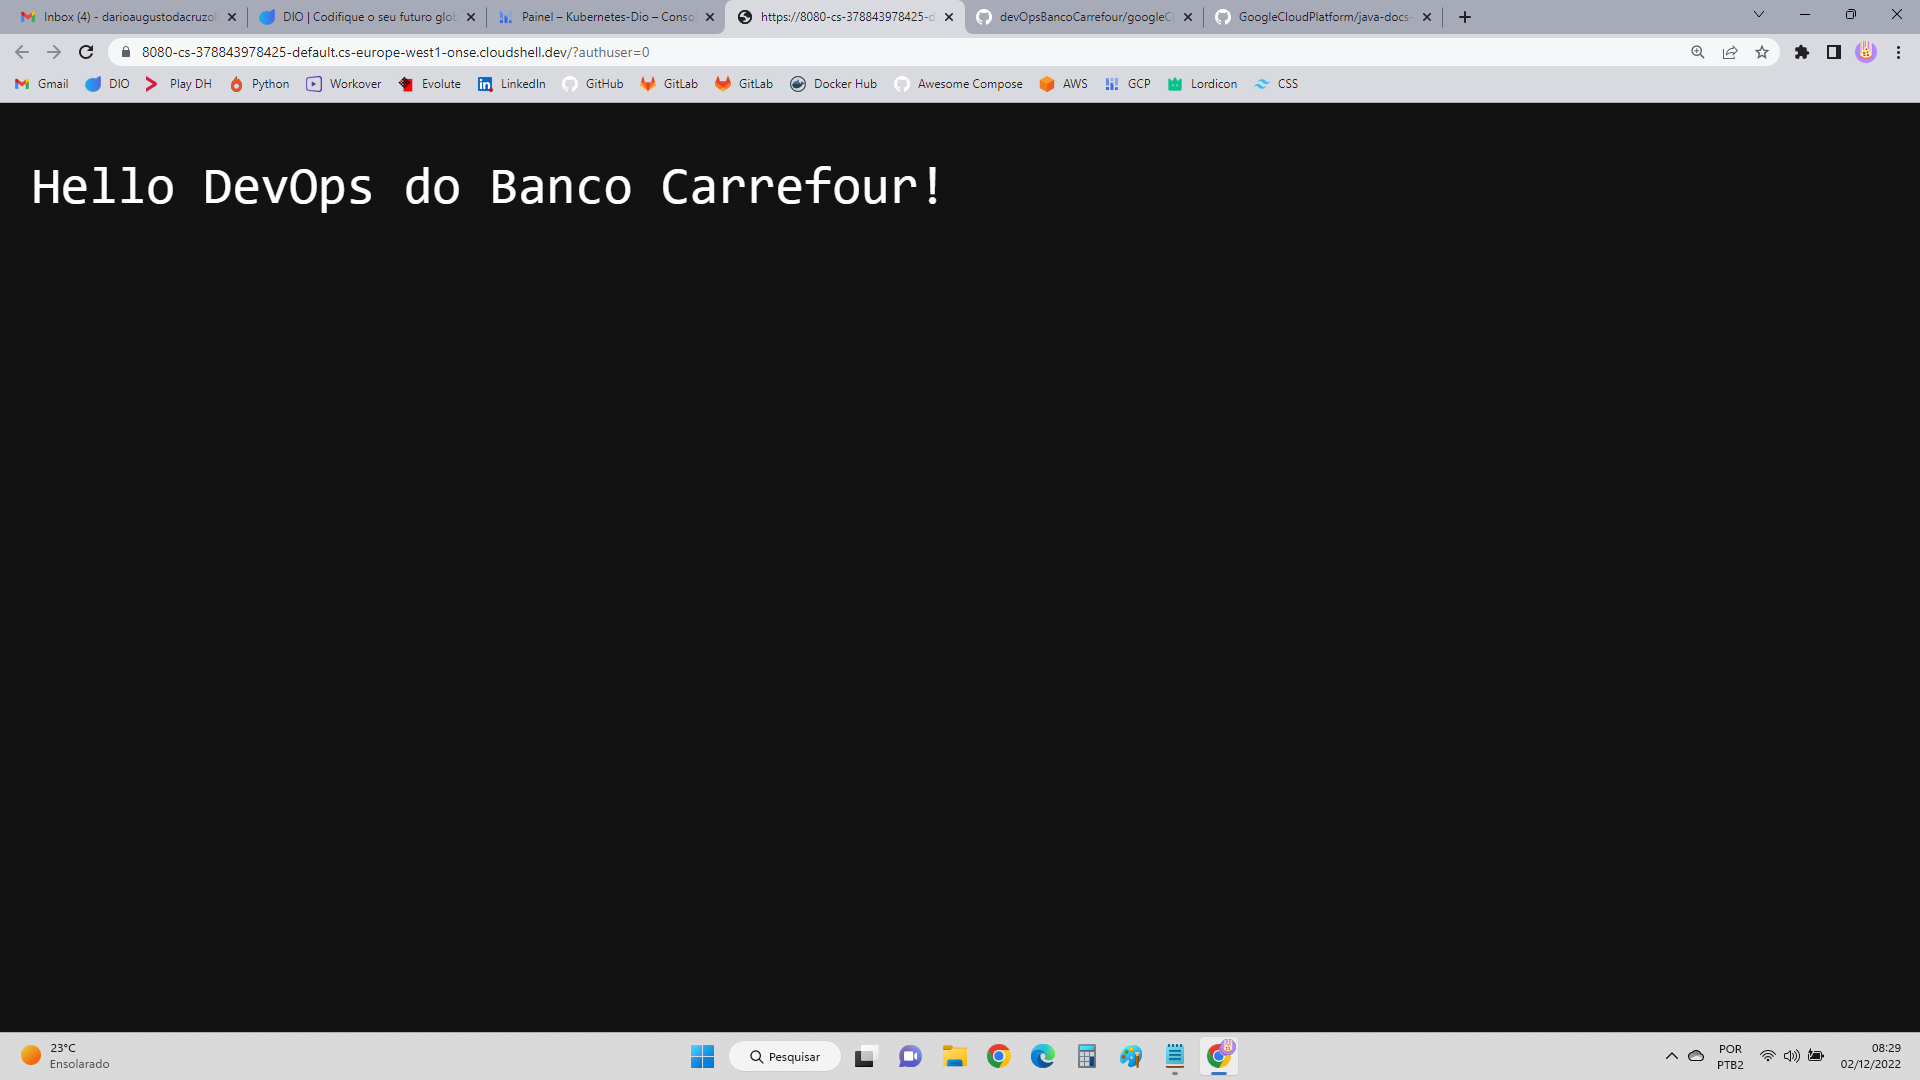 Inbox (4) - darioaugustodacruzol
DIO | Codifique o seu futuro glob
Painel – Kubernetes-Dio – Consol
https://8080-cs-378843978425-d
devOpsBancoCarrefour/googleCl
GoogleCloudPlatform/java-docs-
8080-cs-378843978425-default.cs-europe-west1-onse.cloudshell.dev/?authuser=0
Gmail
DIO
Play DH
Python
Workover
Evolute
LinkedIn
GitHub
GitLab
GitLab
Docker Hub
Awesome Compose
AWS
GCP
Lordicon
CSS
Hello DevOps do Banco Carrefour!
23°C
Ensolarado
Pesquisar
POR
PTB2
08:29
02/12/2022